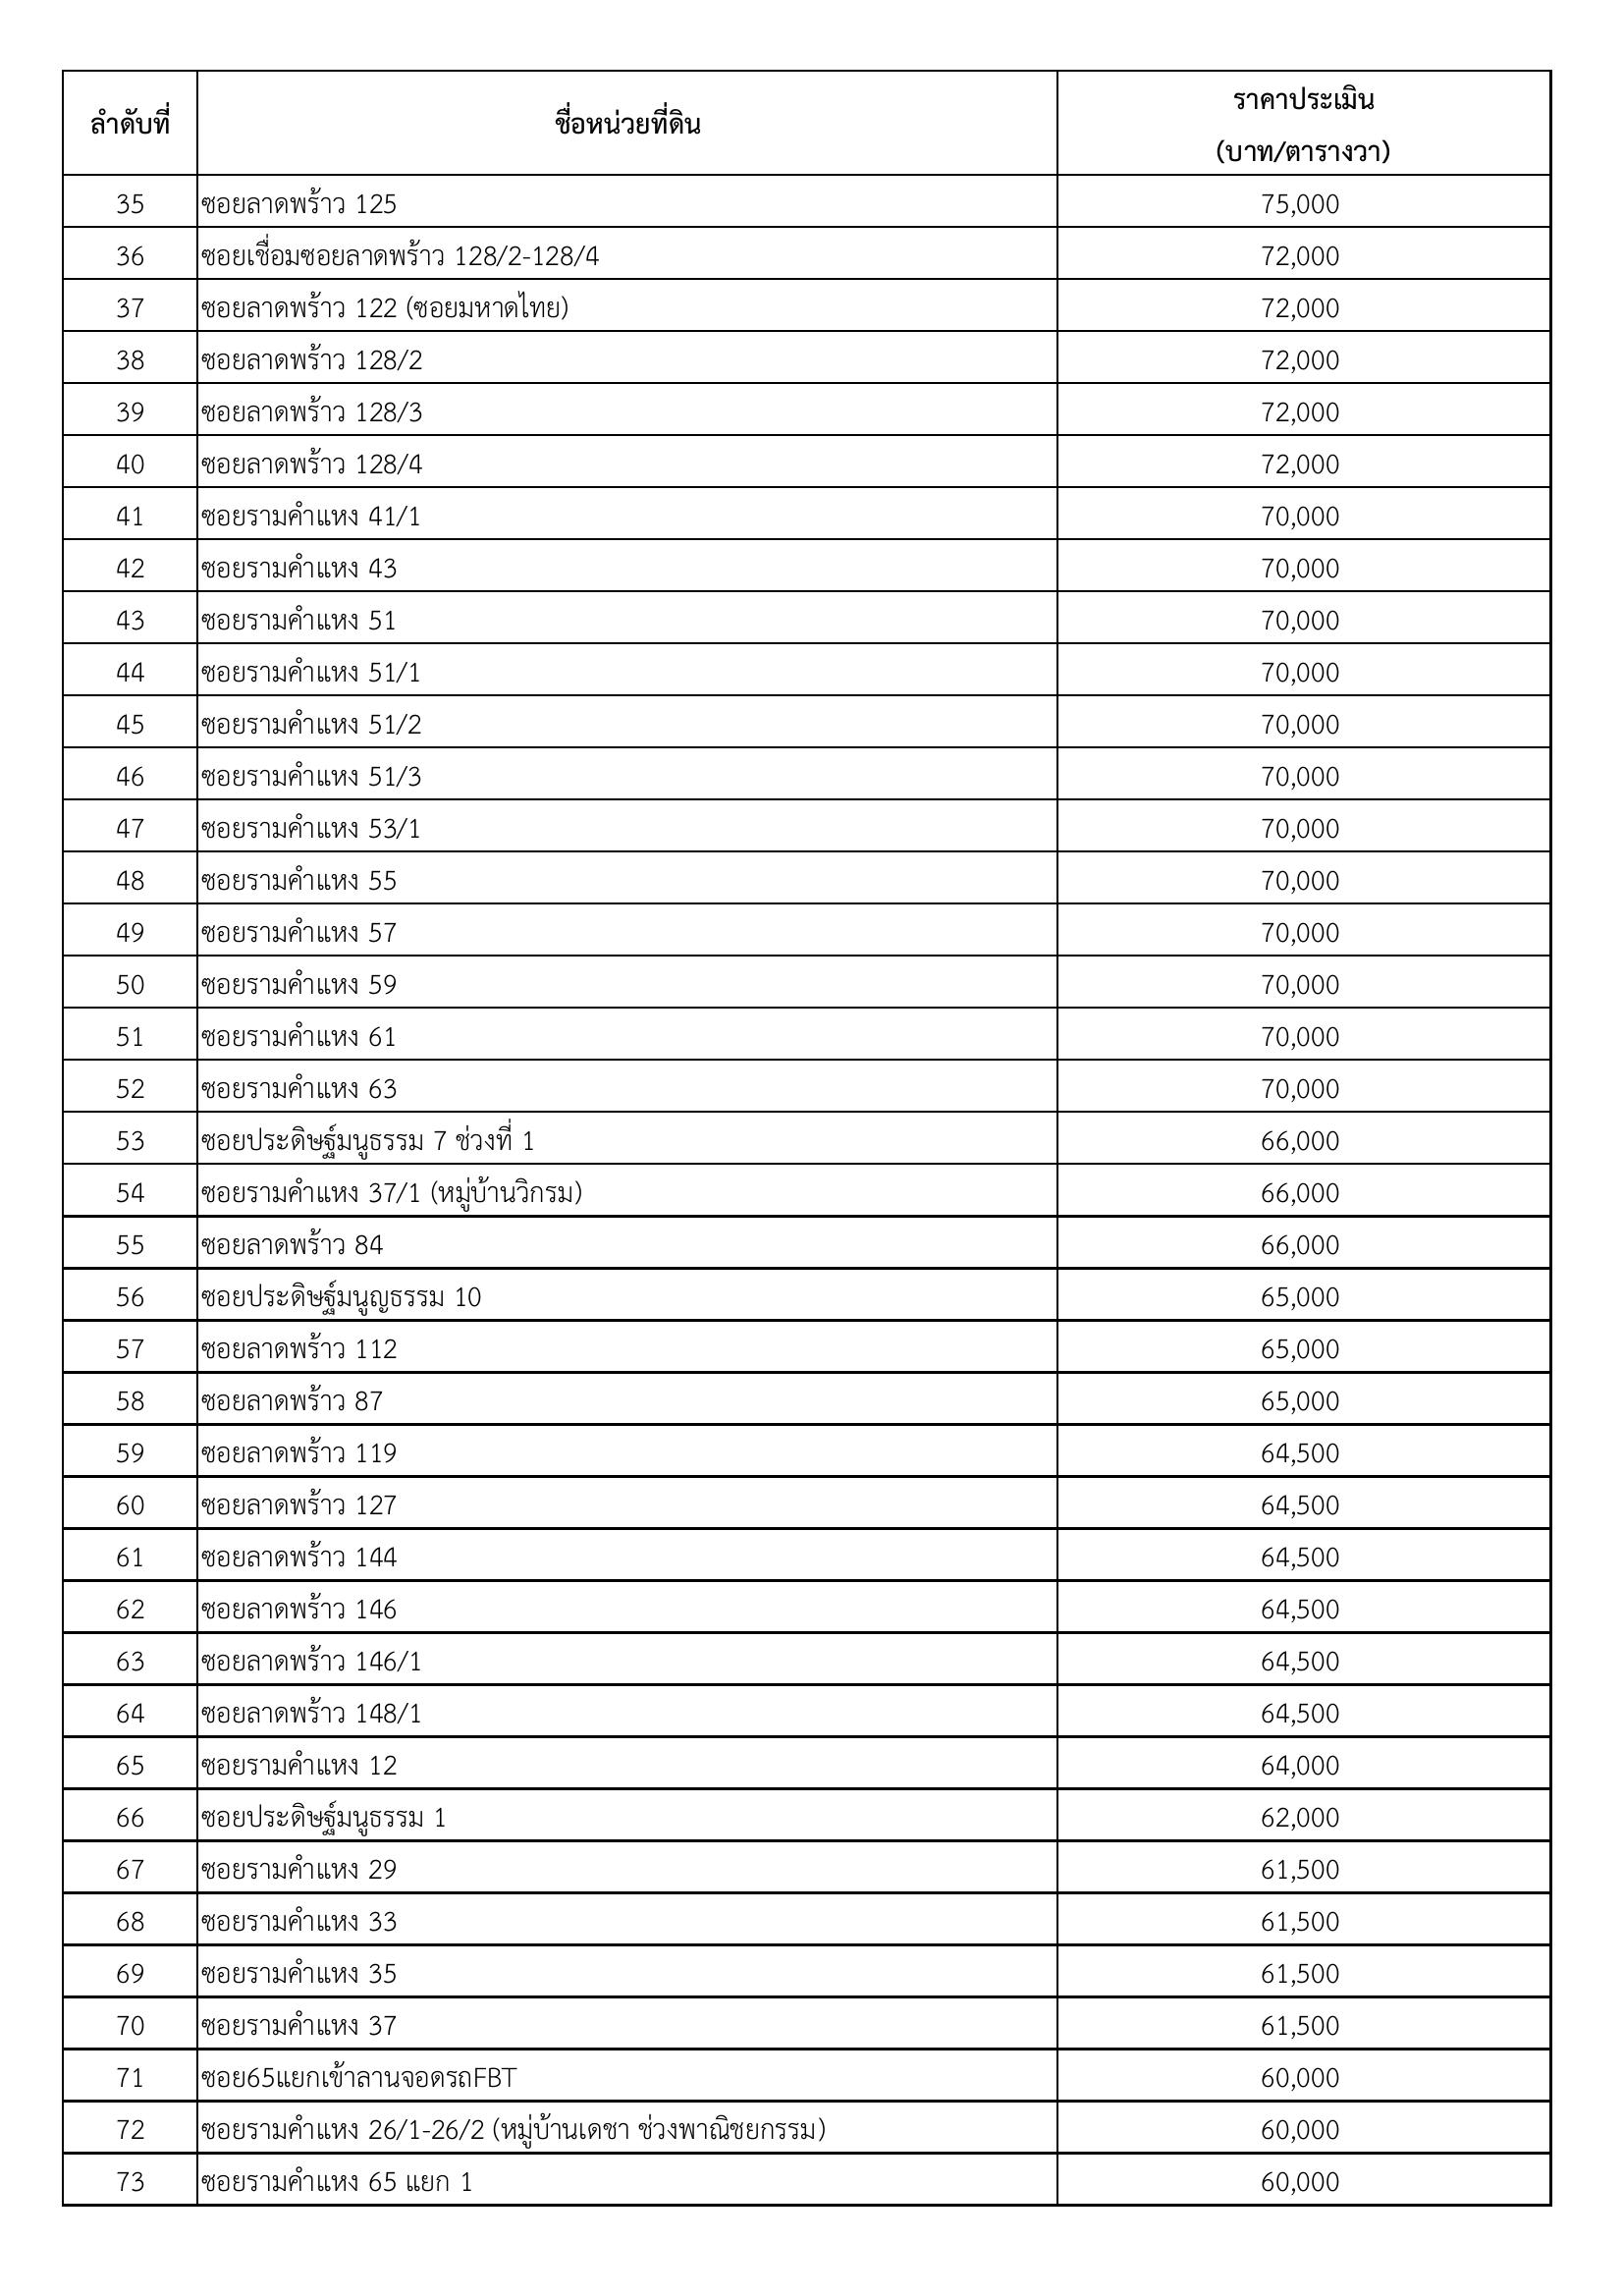 ลำดับที่ ชื่อหน่วยที่ดิน ราคาประเมิน
(บาท/ตารางวา)
35 ซอยลาดพร้าว 125 75,000
36 ซอยเชื่อมซอยลาดพร้าว 128/2-128/4 72,000
37 ซอยลาดพร้าว 122 (ซอยมหาดไทย) 72,000
38 ซอยลาดพร้าว 128/2 72,000
39 ซอยลาดพร้าว 128/3 72,000
40 ซอยลาดพร้าว 128/4 72,000
41 ซอยรามคำแหง 41/1 70,000
42 ซอยรามคำแหง 43 70,000
43 ซอยรามคำแหง 51 70,000
44 ซอยรามคำแหง 51/1 70,000
45 ซอยรามคำแหง 51/2 70,000
46 ซอยรามคำแหง 51/3 70,000
47 ซอยรามคำแหง 53/1 70,000
48 ซอยรามคำแหง 55 70,000
49 ซอยรามคำแหง 57 70,000
50 ซอยรามคำแหง 59 70,000
51 ซอยรามคำแหง 61 70,000
52 ซอยรามคำแหง 63 70,000
53 ซอยประดิษฐ์มนูธรรม 7 ช่วงที่ 1 66,000
54 ซอยรามคำแหง 37/1 (หมู่บ้านวิกรม) 66,000
55 ซอยลาดพร้าว 84 66,000
56 ซอยประดิษฐ์มนูญธรรม 10 65,000
57 ซอยลาดพร้าว 112 65,000
58 ซอยลาดพร้าว 87 65,000
59 ซอยลาดพร้าว 119 64,500
60 ซอยลาดพร้าว 127 64,500
61 ซอยลาดพร้าว 144 64,500
62 ซอยลาดพร้าว 146 64,500
63 ซอยลาดพร้าว 146/1 64,500
64 ซอยลาดพร้าว 148/1 64,500
65 ซอยรามคำแหง 12 64,000
66 ซอยประดิษฐ์มนูธรรม 1 62,000
67 ซอยรามคำแหง 29 61,500
68 ซอยรามคำแหง 33 61,500
69 ซอยรามคำแหง 35 61,500
70 ซอยรามคำแหง 37 61,500
71 ซอย65แยกเข้าลานจอดรถFBT 60,000
72 ซอยรามคำแหง 26/1-26/2 (หมู่บ้านเดชา ช่วงพาณิชยกรรม) 60,000
73 ซอยรามคำแหง 65 แยก 1 60,000